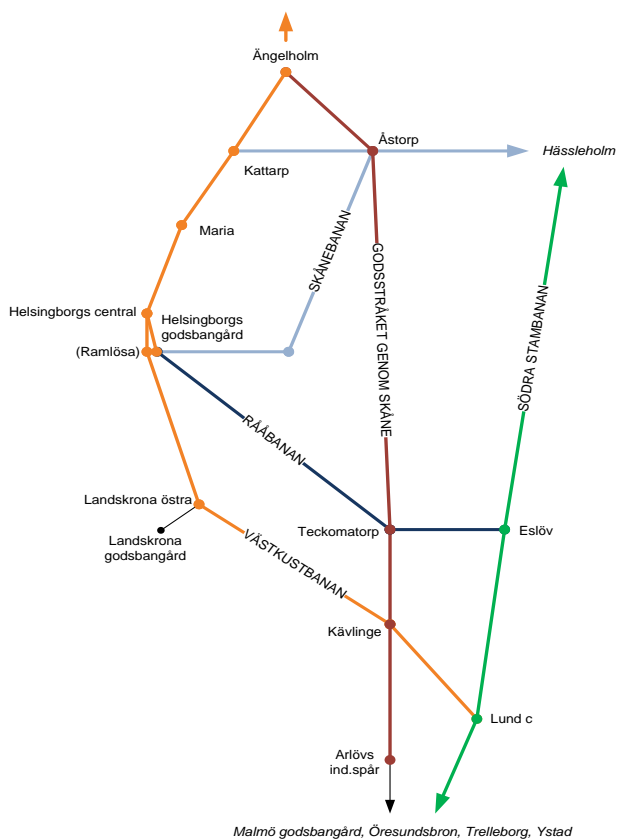 Ängelholm
Åstorp
Hässleholm
Kattarp
Maria
SKÅNEBANAN
GODSSTRÅKET GENOM SKÅNE
SÖDRA STAMBANAN
Helsingborgs central
Helsingborgs
godsbangård
(Ramlösa)
RÅÅBANAN
Landskrona östra
Landskrona
godsbangård
VÄSTKUSTBANAN
Teckomatorp
Eslöv
Kävlinge
Lund c
Arlövs
ind.spår
Malmö godsbangård, Öresundsbron, Trelleborg, Ystad